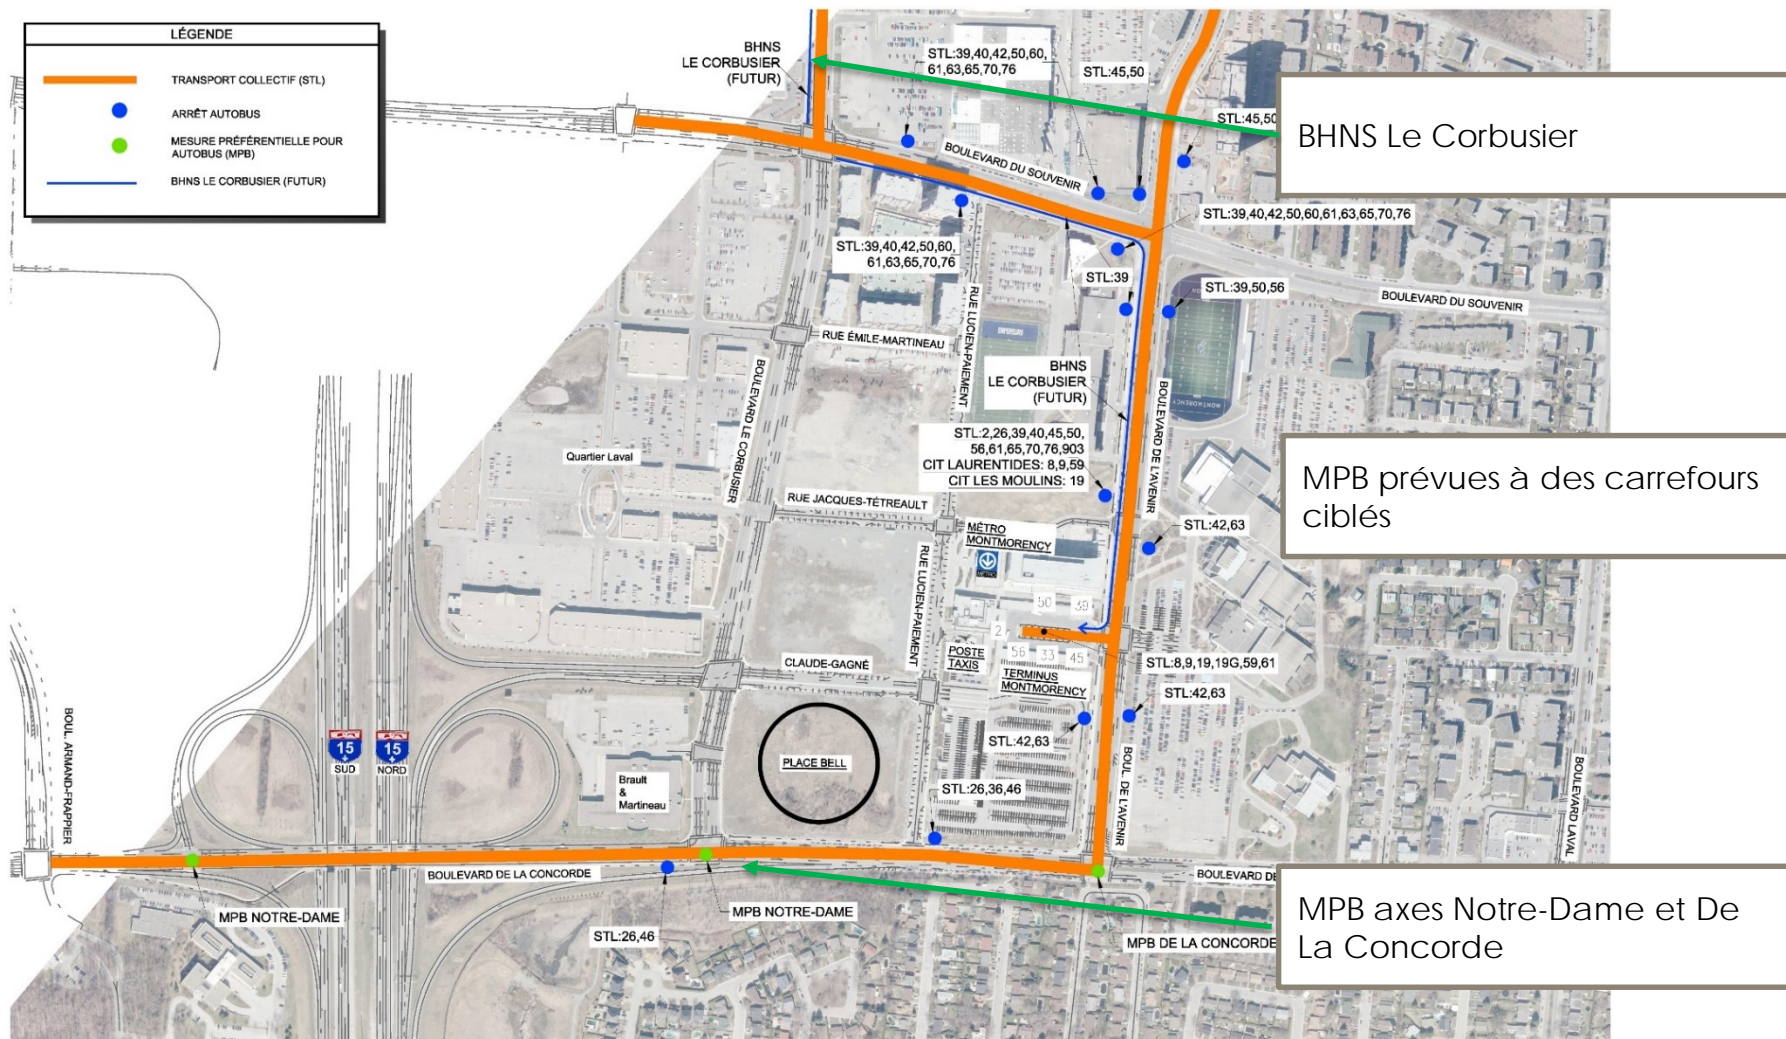 LÉGENDE
TRANSPORT COLLECTIF (STL)
ARRÊT AUTOBUS
MESURE PRÉFÉRENTIELLE POUR
AUTOBUS (MPB)
BHNS LE CORBUSIER (FUTUR)
BHNS
LE CORBUSIER
(FUTUR)
STL:39,40,42,50,60,
61,63,65,70,76
STL:45,50
STL:45,50
BHNS Le Corbusier
BOULEVARD DU SOUVENIR
STL:39,40,42,50,60,61,63,65,70,76
STL:39,40,42,50,60,
61,63,65,70,76
STL:39
STL:39,50,56
BOULEVARD DU SOUVENIR
RUE LUCIEN-PAIEMENT
RUE ÉMILE-MARTINEAU
MONTMORENCY
BHNS
LE CORBUSIER
(FUTUR)
BOULEVARD LE CORBUSIER
BOULEVARD DE L'AVENIR
STL:2,26,39,40,45,50,
56,61,65,70,76,903
CIT LAURENTIDES: 8,9,59
CIT LES MOULINS: 19
MPB prévues à des carrefours
ciblés
Quartier Laval
RUE JACQUES-TÉTREAULT
MÉTRO
MONTMORENCY
MÉTRO
STL:42,63
RUE LUCIEN-PAIEMENT
50
39
2
56
33
45
POSTE
TAXIS
CLAUDE-GAGNÉ
TERMINUS
MONTMORENCY
STL:8,9,19,19G,59,61
STL:42,63
BOUL. ARMAND-FRAPPIER
15
SUD
15
NORD
STL:42,63
PLACE BELL
Brault
&
Martineau
STL:26,36,46
BOUL. DE L'AVENIR
BOULEVARD LAVAL
BOULEVARD DE LA CONCORDE
BOULEVARD DE
MPB NOTRE-DAME
MPB NOTRE-DAME
STL:26,46
MPB DE LA CONCORDE
MPB axes Notre-Dame et De
La Concorde